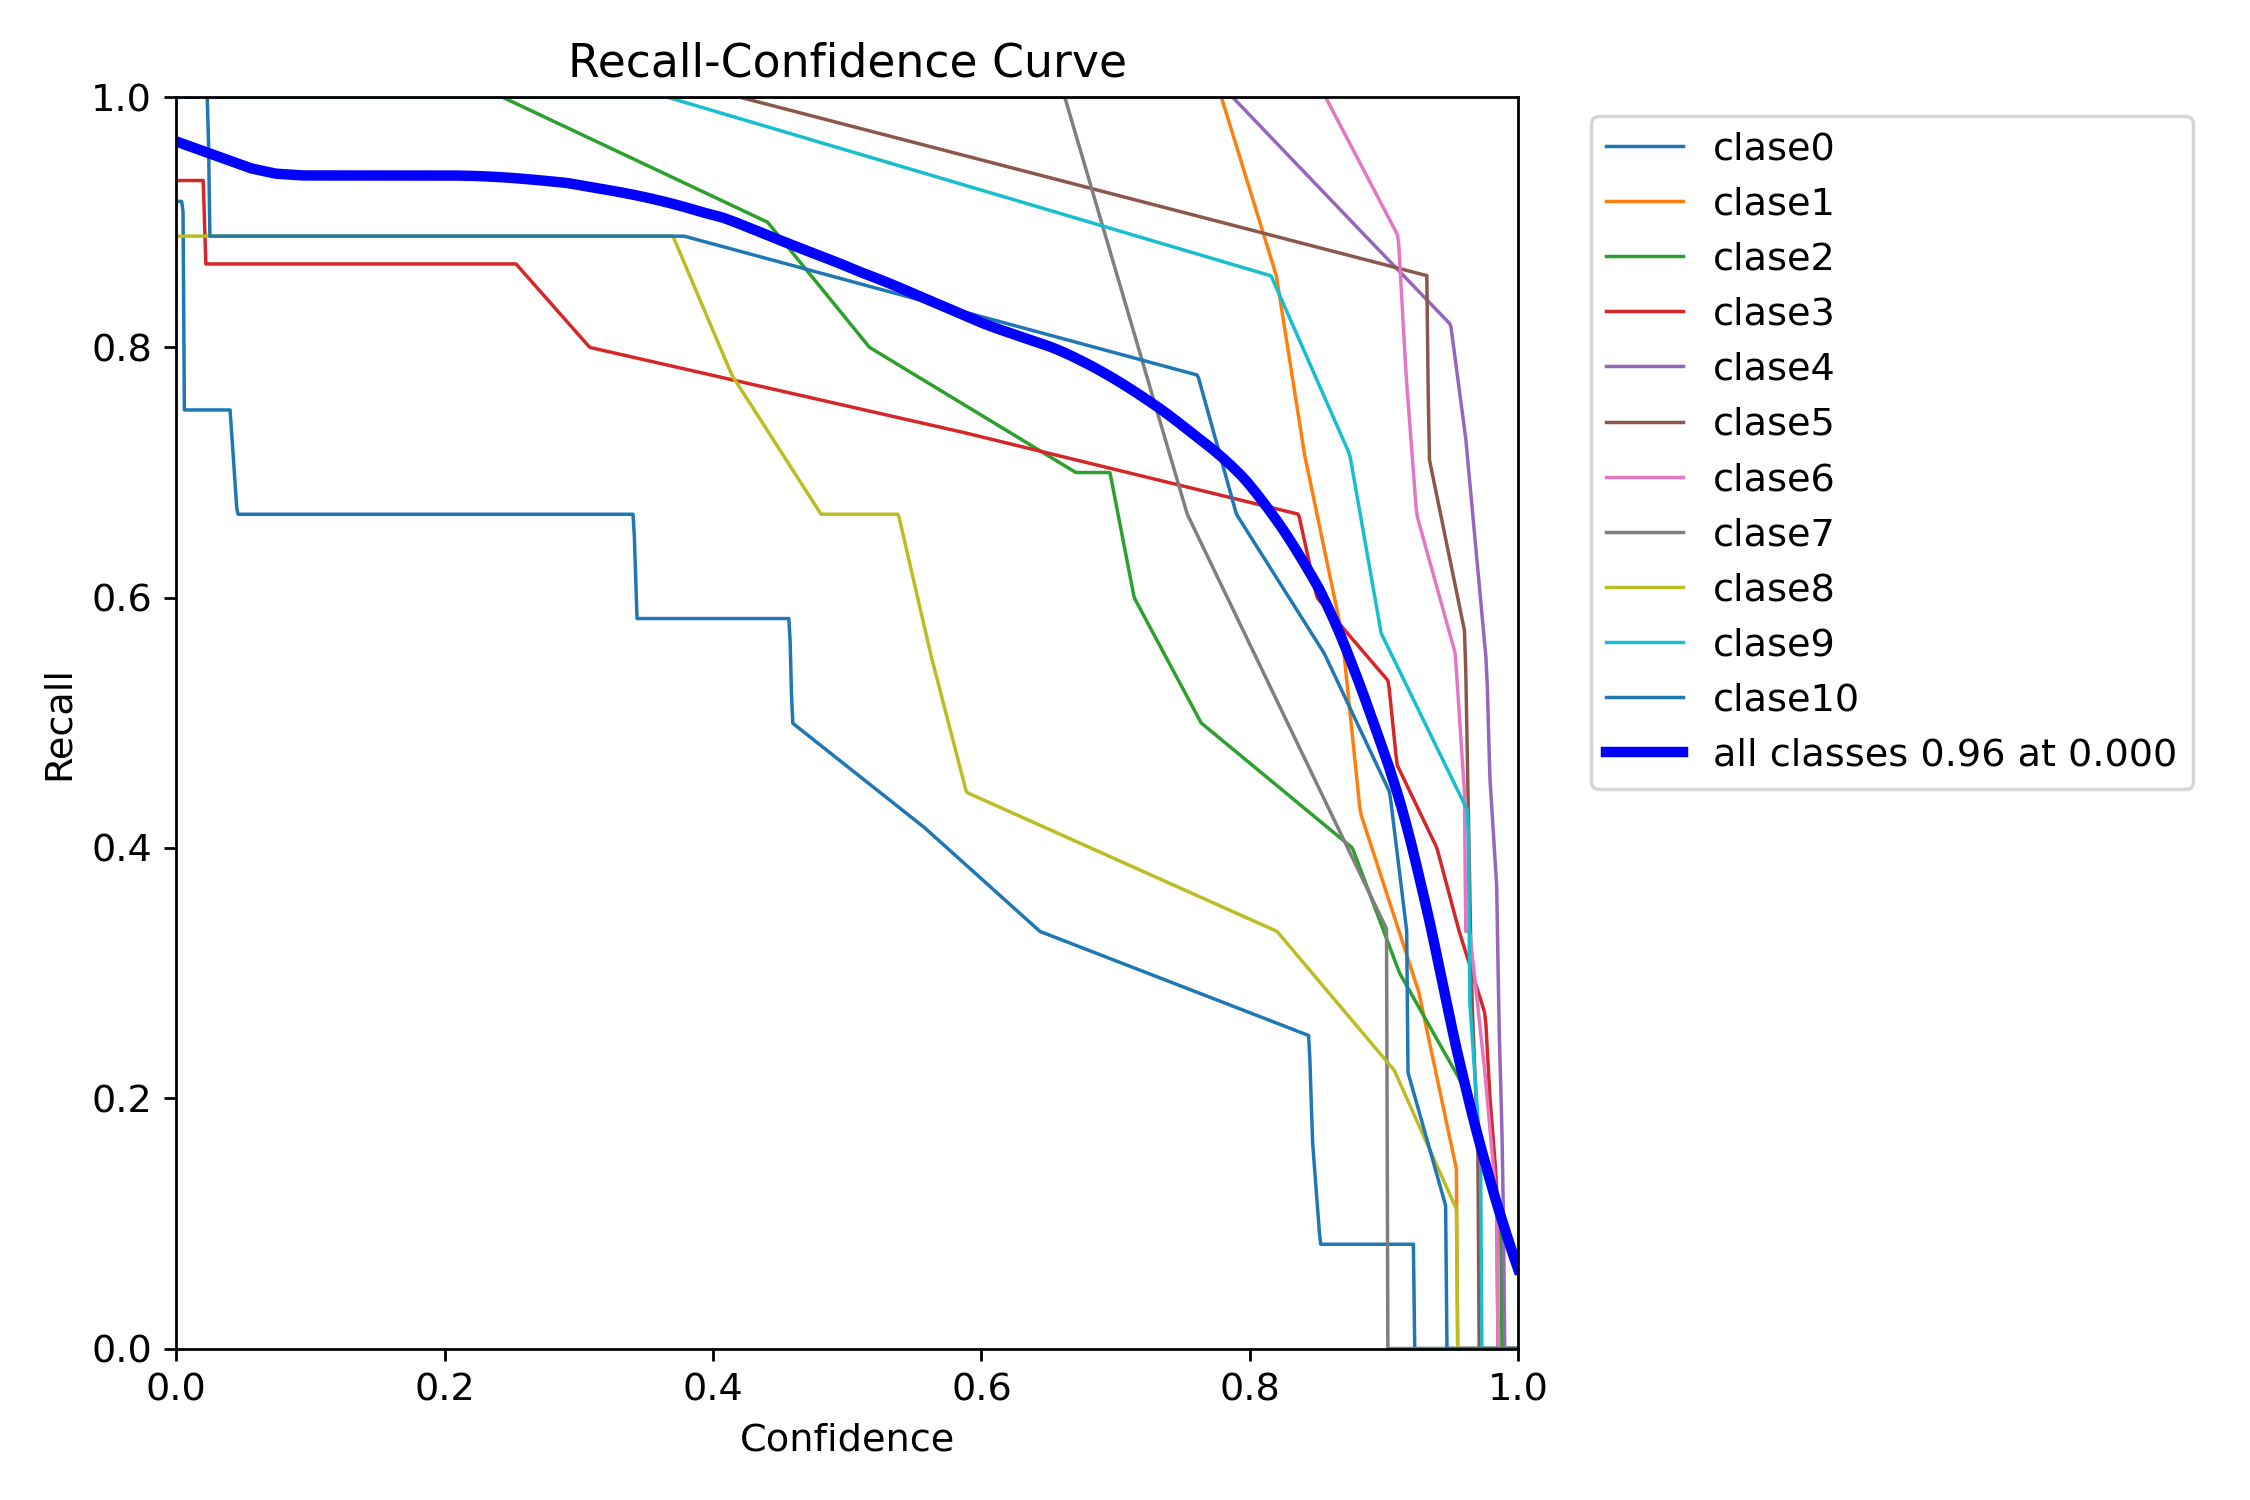 Recall-Confidence Curve
1.0
0.8
0.6
0.4
0.2
0.0
Recall
0.0 0.2 0.4 0.6 0.8 1.0
Confidence
clase0
clase1
clase2
clase3
clase4
clase5
clase6
clase7
clase8
clase9
clase10
all classes 0.96 at 0.000